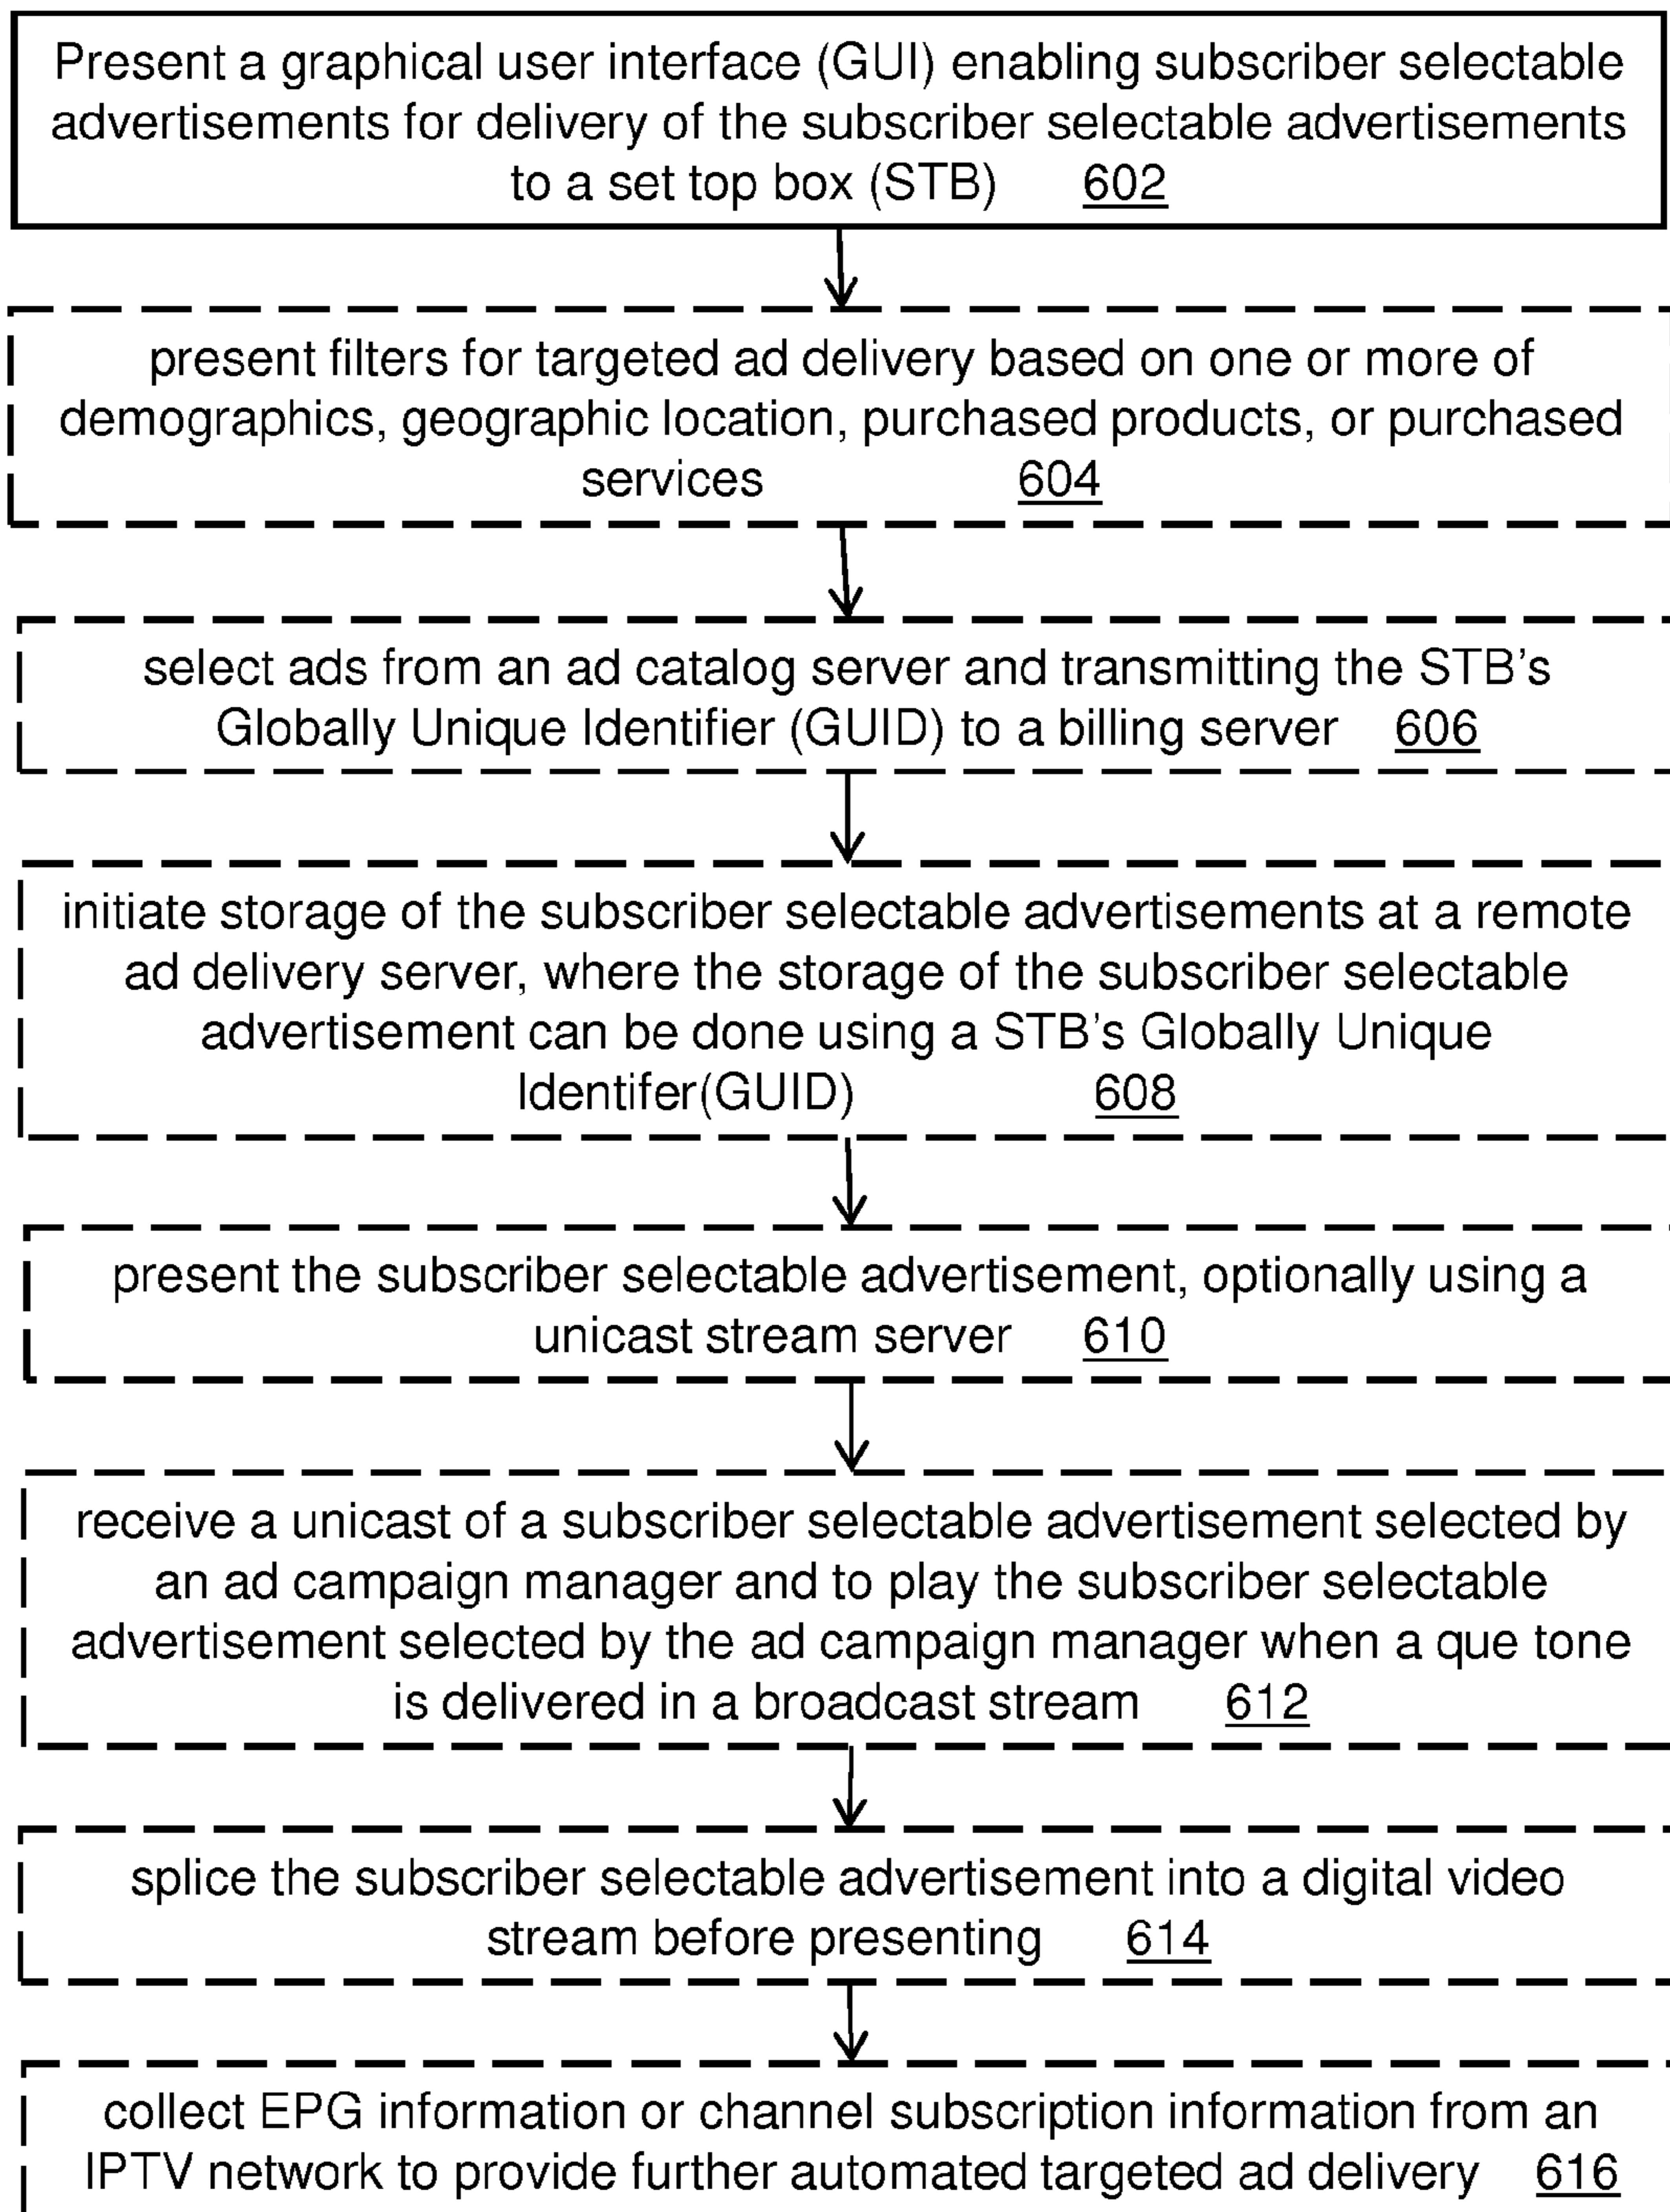 Present a graphical user interface (GUI) enabling subscriber selectable
advertisements for delivery of the subscriber selectable advertisements
to a set top box (STB) 602
present filters for targeted ad delivery based on one or more of
demographics, geographic location, purchased products, or purchased
services 604
select ads from an ad catalog server and transmitting the STB's
Globally Unique Identifier (GUID) to a billing server 606
initiate storage of the subscriber selectable advertisements at a remote
ad delivery server, where the storage of the subscriber selectable
advertisement can be done using a STB's Globally Unique
Identifer(GUID) 608
present the subscriber selectable advertisement, optionally using a
unicast stream server 610
receive a unicast of a subscriber selectable advertisement selected by
an ad campaign manager and to play the subscriber selectable
advertisement selected by the ad campaign manager when a que tone
is delivered in a broadcast stream 612
splice the subscriber selectable advertisement into a digital video
stream before presenting 614
collect EPG information or channel subscription information from an
IPTV network to provide further automated targeted ad delivery 616